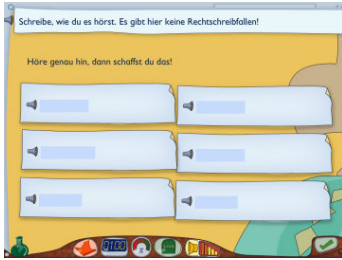 Schreibe, wie du es hörst. Es gibt hier keine Rechtschreibfallen!
Höre genau hin, dann schaffst du das!